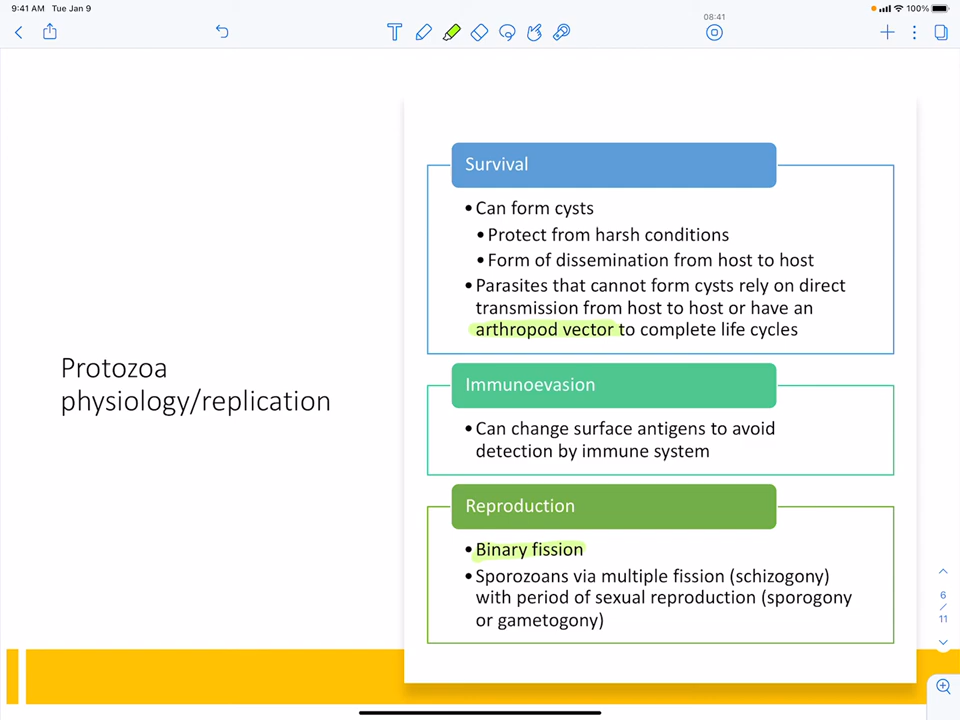 9:41 AM Tue Jan 9
100%
08:41
Survival
•Can form cysts
•Protect from harsh conditions
•Form of dissemination from host to host
•Parasites that cannot form cysts rely on direct
transmission from host to host or have an
arthropod vector to complete life cycles
Protozoa
physiology/replication
Immunoevasion
•Can change surface antigens to avoid
detection by immune system
Reproduction
•Binary fission
•Sporozoans via multiple fission (schizogony)
with period of sexual reproduction (sporogony
or gametogony)
6
/
11